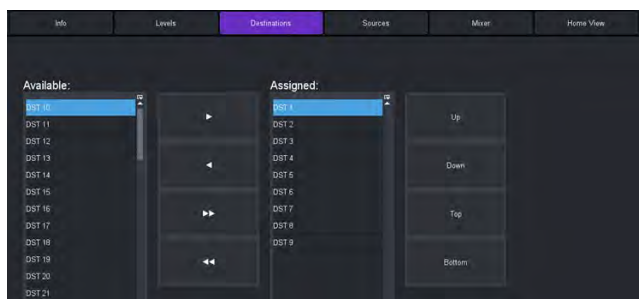 Info
Levels
Destinations
Sources
Mixer
Home View
Available:
DST 10
DST 11
DST 12
DST 13
DST 14
DST 15
DST 16
DST 17
DST 18
DST 19
DST 20
DST 21
Assigned:
DST 1
DST 2
DST 3
DST 4
DST 5
DST 6
DST 7
DST 8
DST 9
Up
Down
Top
Bottom